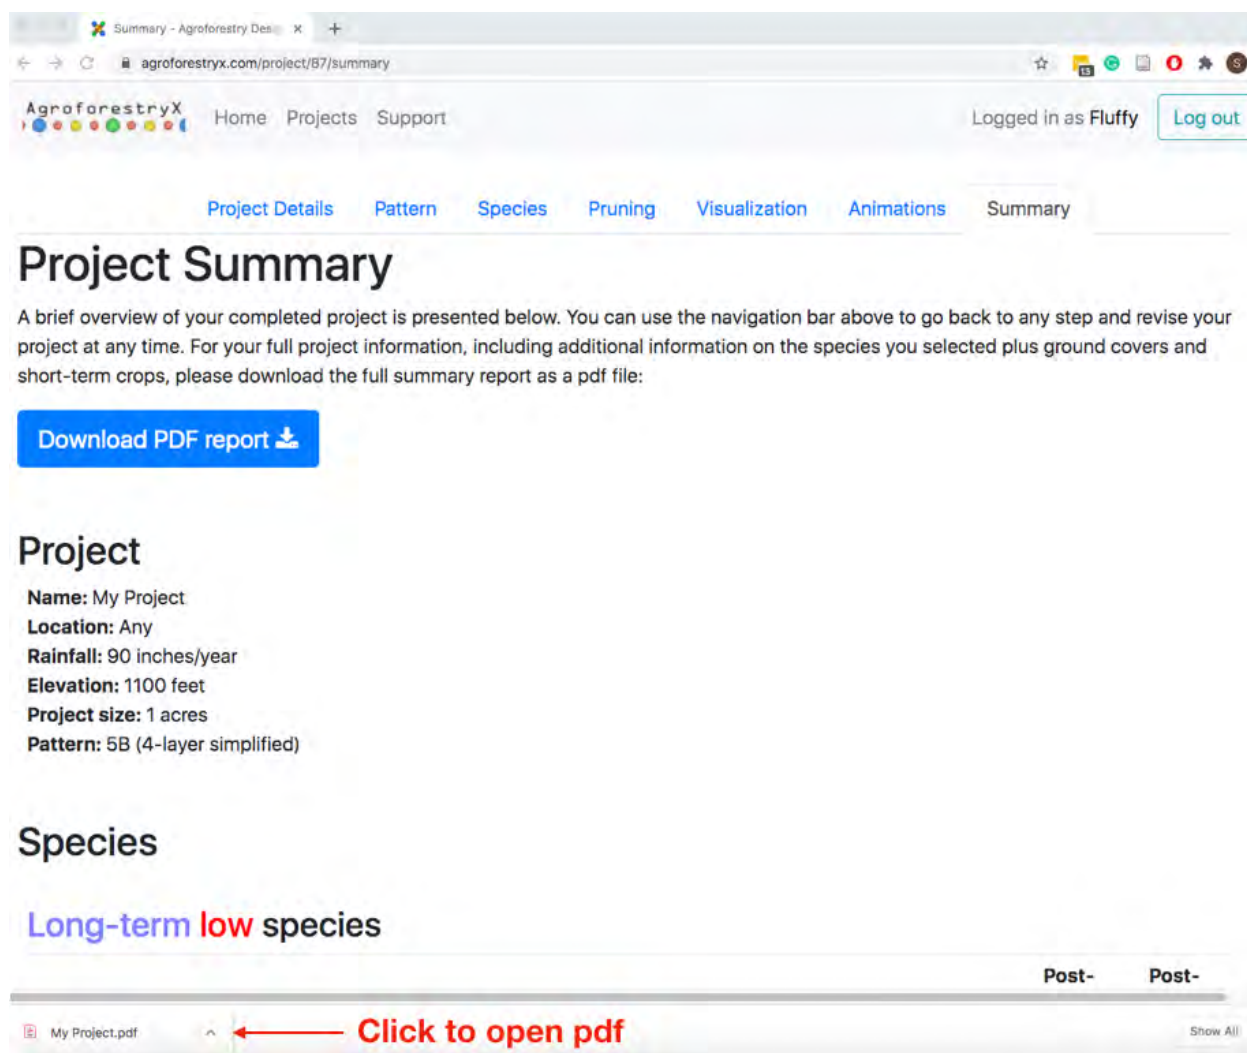 Summary - Agroforestry Des
agroforestryx.com/project/87/summary
13
O
S
AgroforestryX
Home Projects Support
Logged in as Fluffy
Log out
Project Details Pattern Species Pruning Visualization Animations Summary
Project Summary
A brief overview of your completed project is presented below. You can use the navigation bar above to go back to any step and revise your
project at any time. For your full project information, including additional information on the species you selected plus ground covers and
short-term crops, please download the full summary report as a pdf file:
Download PDF report
Project
Name: My Project
Location: Any
Rainfall: 90 inches/year
Elevation: 1100 feet
Project size: 1 acres
Pattern: 5B (4-layer simplified)
Species
Long-term low species
Post- Post-
My Project.pdf
Click to open pdf
Show All